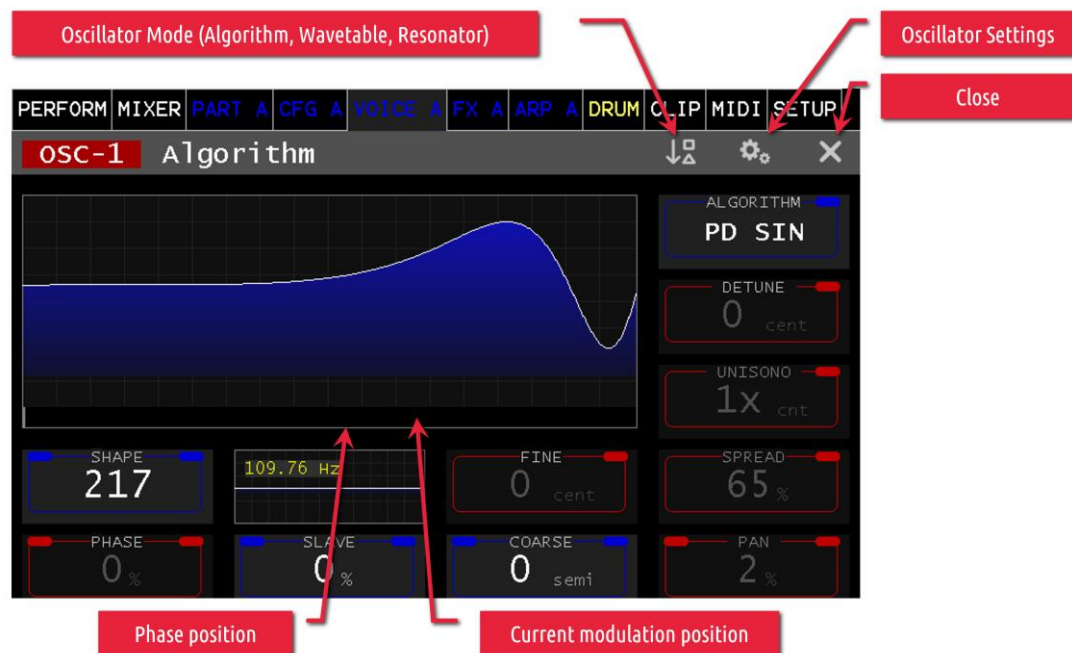 Oscillator Mode (Algorithm, Wavetable, Resonator)
Oscillator Settings
Close
PERFORM MIXER PART A CFG A VOICE A FX A ARP A DRUM CLIP MIDI SETUP
OSC-1 Algorithm
ALGORITHM
PD SIN
DETUNE
0 cent
UNISONO
1x cnt
SHAPE
217
109.76 Hz
FINE
0 cent
SPREAD
65 %
PHASE
0 %
SLAVE
0 %
COARSE
0 semi
PAN
2 %
Phase position
Current modulation position